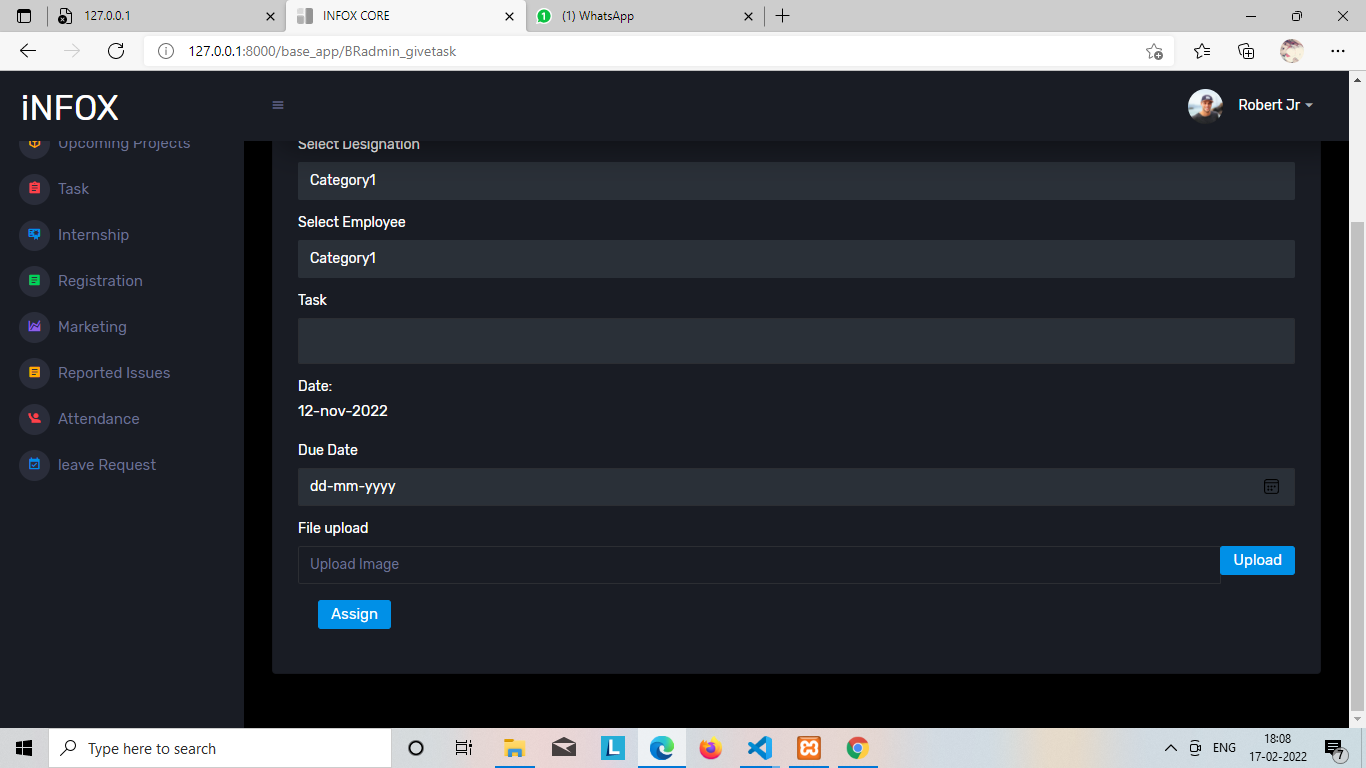 127.0.0.1
INFOX CORE
(1) WhatsApp
127.0.0.1:8000/base_app/BRadmin_givetask
iNFOX
Robert Jr
Upcoming Projects
Task
Internship
Registration
Marketing
Reported Issues
Attendance
leave Request
Select Designation
Category1
Select Employee
Category1
Task
Date:
12-nov-2022
Due Date
dd-mm-yyyy
File upload
Upload Image
Upload
Assign
Type here to search
L
ENG
18:08
17-02-2022
7